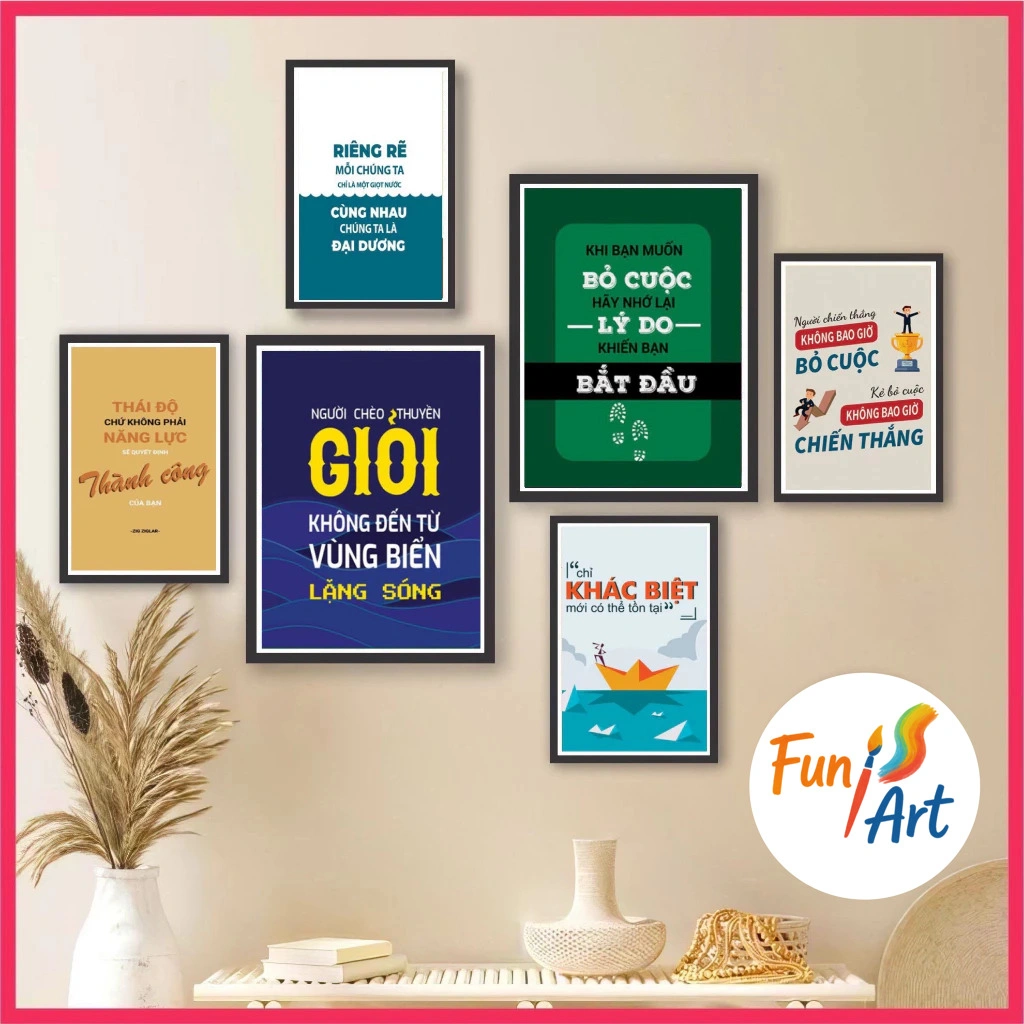 RIÊNG RẼ
MỖI CHÚNG TA
CHỈ LÀ MỘT GIỌT NƯỚC
CÙNG NHAU
CHÚNG TA LÀ
ĐẠI DƯƠNG
KHI BẠN MUỐN
BỎ CUỘC
HÃY NHỚ LẠI
LÝ DO
KHIẾN BẠN
BẮT ĐẦU
Người chiến thắng
KHÔNG BAO GIỜ
BỎ CUỘC
Kẻ bỏ cuộc
KHÔNG BAO GIỜ
CHIẾN THẮNG
THÁI ĐỘ
CHỨ KHÔNG PHẢI
NĂNG LỰC
SẼ QUYẾT ĐỊNH
Thành công
CỦA BẠN
-ZIG ZIGLAR-
NGƯỜI CHÈO THUYỀN
GIỎI
KHÔNG ĐẾN TỪ
VÙNG BIỂN
LẶNG SÓNG
"chỉ
KHÁC BIỆT
mới có thể tồn tại"
Fun
Art